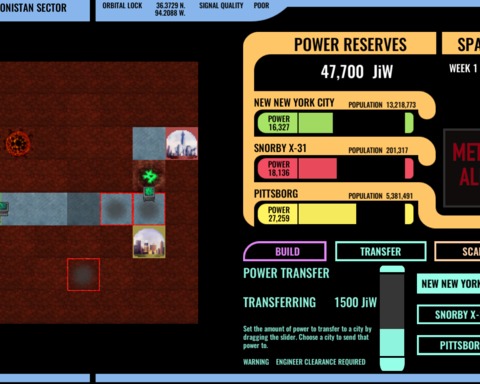 ONISTAN SECTOR
ORBITAL LOCK 36.3729 N. SIGNAL QUALITY POOR
94.2088 W.
POWER RESERVES
SPA
47,700 JiW
WEEK 1
NEW NEW YORK CITY POPULATION 13,218,773
POWER
16,327
SNORBY X-31 POPULATION 201,317
POWER
18,136
PITTSBORG POPULATION 5,381,491
POWER
27,259
MET
AL
BUILD
TRANSFER
SCA
POWER TRANSFER
TRANSFERRING 1500 JiW
Set the amount of power to transfer to a city by
dragging the slider. Choose a city to send that
power to.
WARNING ENGINEER CLEARANCE REQUIRED
NEW NEW YORK
SNORBY X-
PITTSBOR